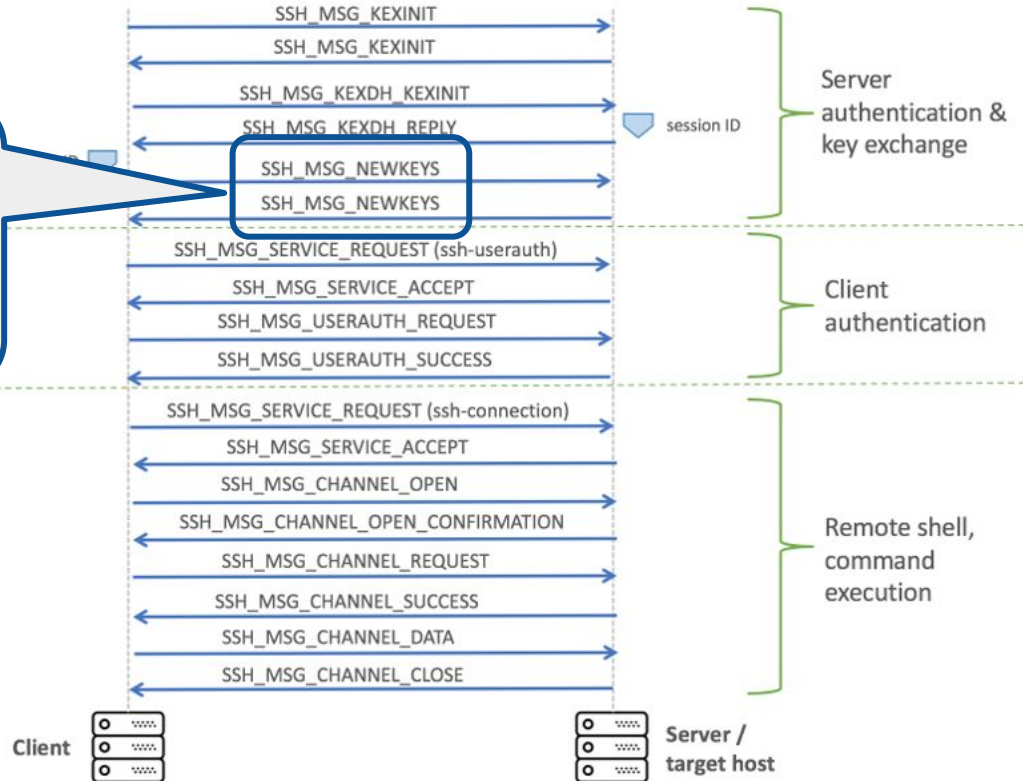 SSH_MSG_KEXINIT
SSH_MSG_KEXINIT
SSH_MSG_KEXDH_KEXINIT
SSH_MSG_KEXDH_REPLY
session ID
SSH_MSG_NEWKEYS
SSH_MSG_NEWKEYS
Server
authentication &
key exchange
SSH_MSG_SERVICE_REQUEST (ssh-userauth)
SSH_MSG_SERVICE_ACCEPT
SSH_MSG_USERAUTH_REQUEST
SSH_MSG_USERAUTH_SUCCESS
Client
authentication
SSH_MSG_SERVICE_REQUEST (ssh-connection)
SSH_MSG_SERVICE_ACCEPT
SSH_MSG_CHANNEL_OPEN
SSH_MSG_CHANNEL_OPEN_CONFIRMATION
SSH_MSG_CHANNEL_REQUEST
SSH_MSG_CHANNEL_SUCCESS
SSH_MSG_CHANNEL_DATA
SSH_MSG_CHANNEL_CLOSE
Remote shell,
command
execution
Client
Server /
target host